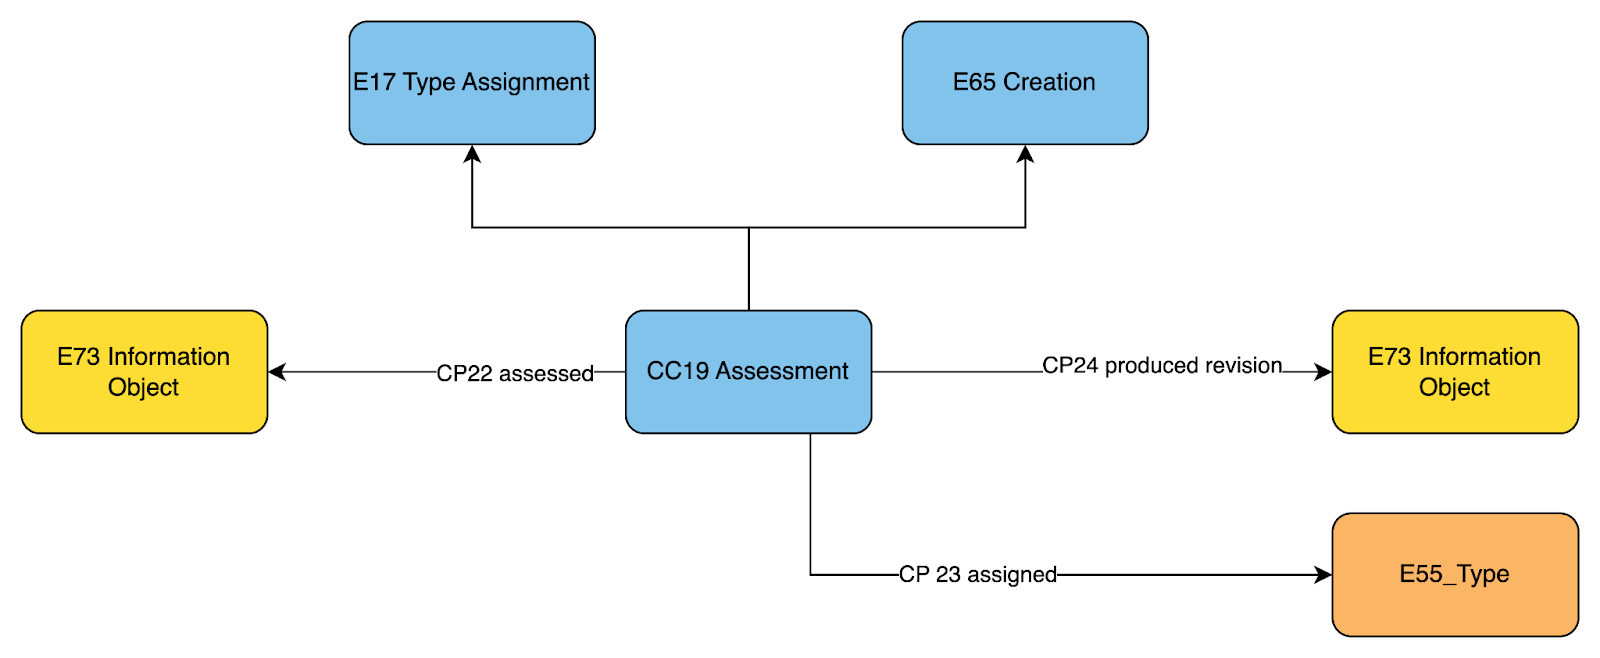 E17 Type Assignment
E65 Creation
E73 Information
Object
CP22 assessed
CC19 Assessment
CP24 produced revision
E73 Information
Object
CP 23 assigned
E55_Type